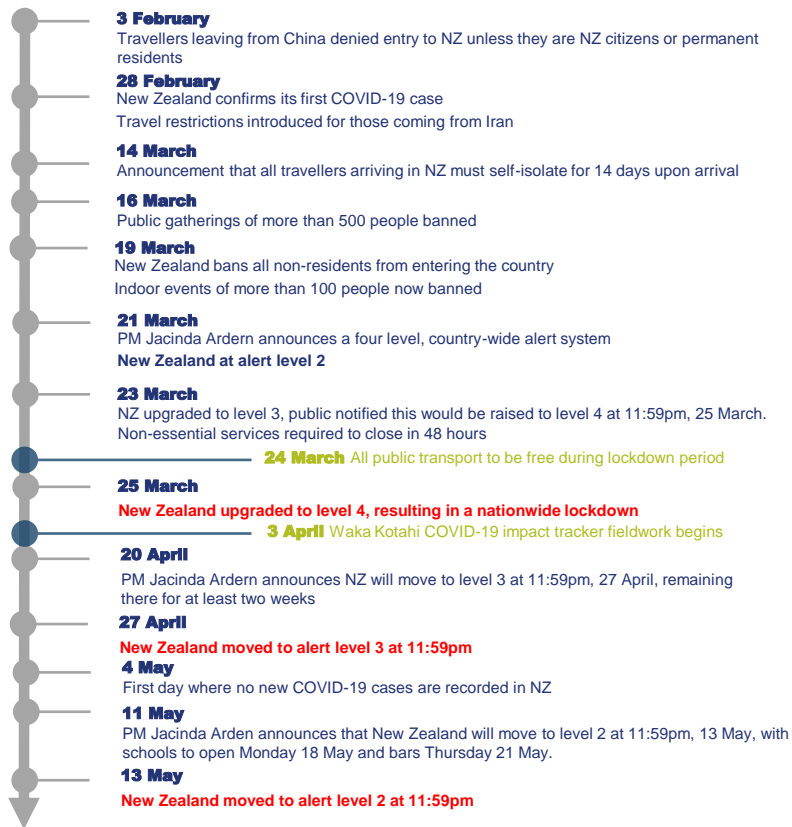 3 February
Travellers leaving from China denied entry to NZ unless they are NZ citizens or permanent
residents
28 February
New Zealand confirms its first COVID-19 case
Travel restrictions introduced for those coming from Iran
14 March
Announcement that all travellers arriving in NZ must self-isolate for 14 days upon arrival
16 March
Public gatherings of more than 500 people banned
19 March
New Zealand bans all non-residents from entering the country
Indoor events of more than 100 people now banned
21 March
PM Jacinda Ardern announces a four level, country-wide alert system
New Zealand at alert level 2
23 March
NZ upgraded to level 3, public notified this would be raised to level 4 at 11:59pm, 25 March.
Non-essential services required to close in 48 hours
24 March All public transport to be free during lockdown period
25 March
New Zealand upgraded to level 4, resulting in a nationwide lockdown
3 April Waka Kotahi COVID-19 impact tracker fieldwork begins
20 April
PM Jacinda Ardern announces NZ will move to level 3 at 11:59pm, 27 April, remaining
there for at least two weeks
27 April
New Zealand moved to alert level 3 at 11:59pm
4 May
First day where no new COVID-19 cases are recorded in NZ
11 May
PM Jacinda Arden announces that New Zealand will move to level 2 at 11:59pm, 13 May, with
schools to open Monday 18 May and bars Thursday 21 May.
13 May
New Zealand moved to alert level 2 at 11:59pm